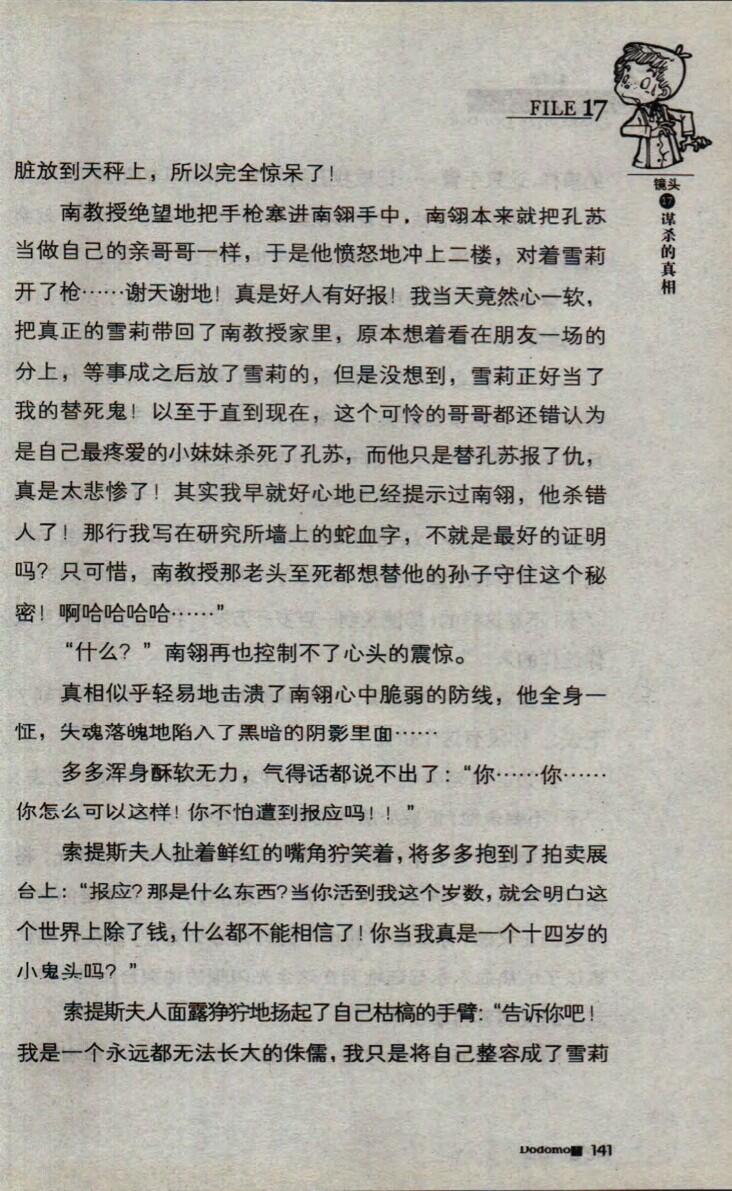 FILE 17
镜头
17
谋杀的真相
脏放到天秤上，所以完全惊呆了！
南教授绝望地把手枪塞进南翎手中，南翎本来就把孔苏
当做自己的亲哥哥一样，于是他愤怒地冲上二楼，对着雪莉
开了枪……谢天谢地！真是好人有好报！我当天竟然心一软，
把真正的雪莉带回了南教授家里，原本想着看在朋友一场的
分上，等事成之后放了雪莉的，但是没想到，雪莉正好当了
我的替死鬼！以至于直到现在，这个可怜的哥哥都还错认为
是自己最疼爱的小妹妹杀死了孔苏，而他只是替孔苏报了仇，
真是太悲惨了！其实我早就好心地已经提示过南翎，他杀错
人了！那行我写在研究所墙上的蛇血字，不就是最好的证明
吗？只可惜，南教授那老头至死都想替他的孙子守住这个秘
密！啊哈哈哈哈……”
“什么？”南翎再也控制不了心头的震惊。
真相似乎轻易地击溃了南翎心中脆弱的防线，他全身一
怔，失魂落魄地陷入了黑暗的阴影里面……
多多浑身酥软无力，气得话都说不出了：“你……你……
你怎么可以这样！你不怕遭到报应吗！！”
索提斯夫人扯着鲜红的嘴角狞笑着，将多多抱到了拍卖展
台上：“报应？那是什么东西？当你活到我这个岁数，就会明白这
个世界上除了钱，什么都不能相信了！你当我真是一个十四岁的
小鬼头吗？”
索提斯夫人面露狰狞地扬起了自己枯槁的手臂：“告诉你吧！
我是一个永远都无法长大的侏儒，我只是将自己整容成了雪莉
Dodomo 141